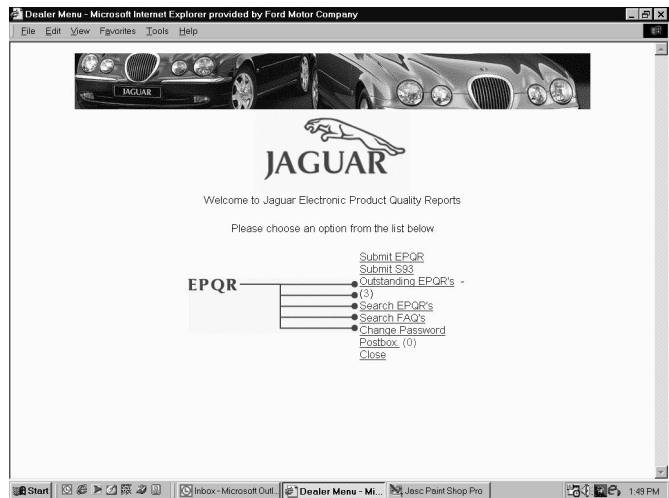 Dealer Menu - Microsoft Internet Explorer provided by Ford Motor Company
File Edit View Favorites Tools Help
JAGUAR
JAGUAR
Welcome to Jaguar Electronic Product Quality Reports
Please choose an option from the list below
EPQR
Submit EPQR
Submit S93
Outstanding EPQR's -
(3)
Search EPQR's
Search FAQ's
Change Password
Postbox. (0)
Close
Start Inbox - Microsoft Outl... Dealer Menu - Mi... Jasc Paint Shop Pro 1:49 PM